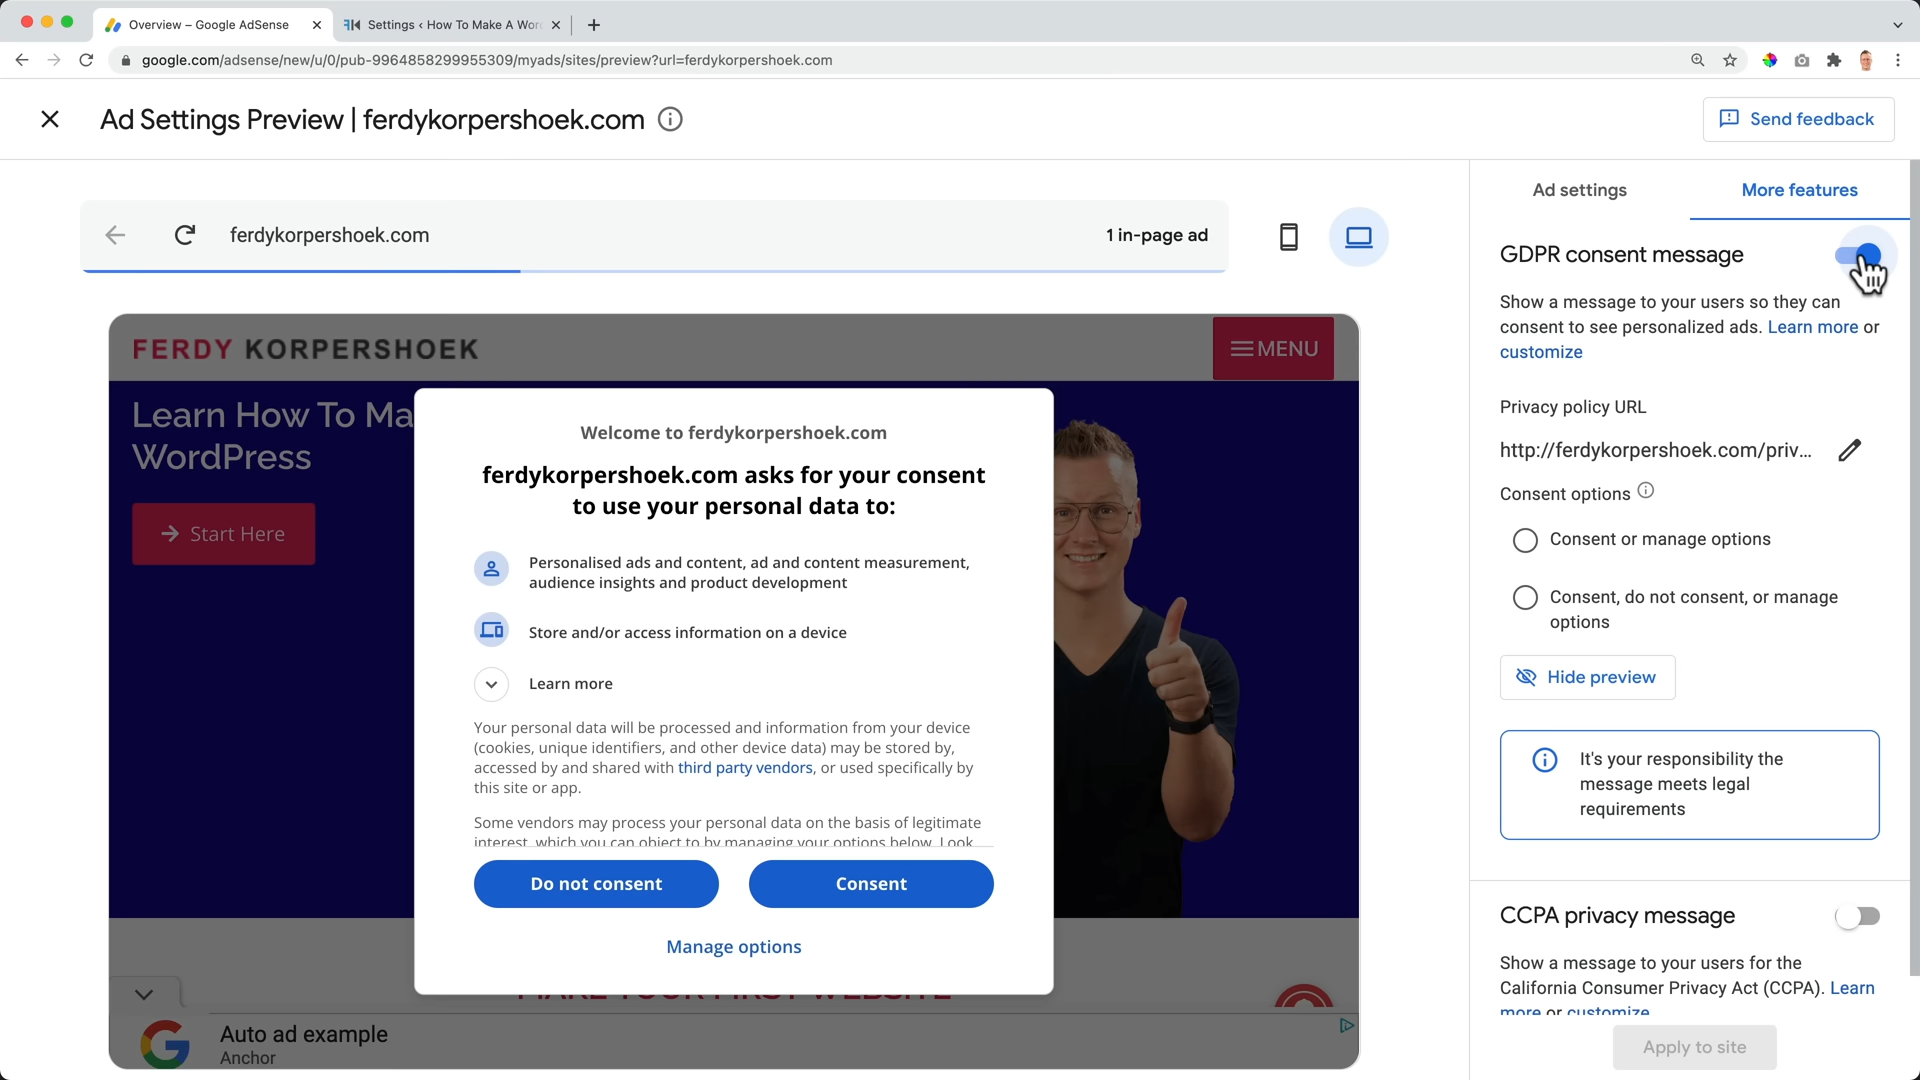 Overview – Google AdSense
Settings ‹ How To Make A Wor
google.com/adsense/new/u/0/pub-9964858299955309/myads/sites/preview?url=ferdykorpershoek.com
Ad Settings Preview | ferdykorpershoek.com
Send feedback
ferdykorpershoek.com
1 in-page ad
FERDY KORPERSHOEK
MENU
Learn How To Ma
WordPress
Start Here
Welcome to ferdykorpershoek.com
ferdykorpershoek.com asks for your consent
to use your personal data to:
Personalised ads and content, ad and content measurement,
audience insights and product development
Store and/or access information on a device
Learn more
Your personal data will be processed and information from your device
(cookies, unique identifiers, and other device data) may be stored by,
accessed by and shared with third party vendors, or used specifically by
this site or app.
Some vendors may process your personal data on the basis of legitimate
interest, which you can object to by managing your options below. Look
Do not consent
Consent
Manage options
MAKE YOUR FIRST WEBSITE
Auto ad example
Anchor
Ad settings
More features
GDPR consent message
Show a message to your users so they can
consent to see personalized ads. Learn more or
customize
Privacy policy URL
http://ferdykorpershoek.com/priv...
Consent options
Consent or manage options
Consent, do not consent, or manage
options
Hide preview
It's your responsibility the
message meets legal
requirements
CCPA privacy message
Show a message to your users for the
California Consumer Privacy Act (CCPA). Learn
more or customize
Apply to site